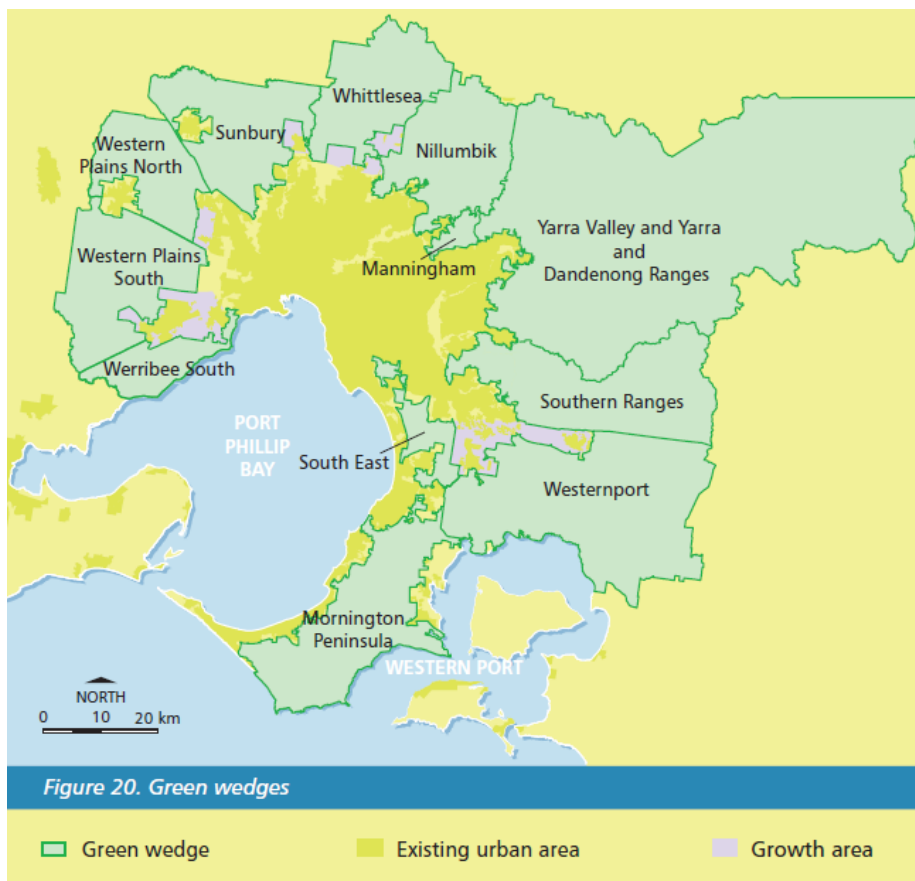 Whittlesea
Sunbury
Nillumbik
Western
Plains North
Yarra Valley and Yarra
and
Dandenong Ranges
Western Plains
South
Manningham
Werribee South
Southern Ranges
PORT
PHILLIP
BAY
South East
Westernport
Mornington
Peninsula
WESTERN PORT
NORTH
0 10 20 km
Figure 20. Green wedges
Green wedge Existing urban area Growth area